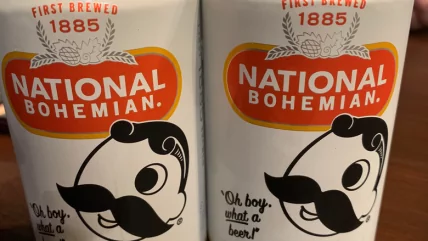 FIRST BREWED
1885
NATIONAL
BOHEMIAN.
"Oh boy,
what a
FIRST BREWED
1885
NATIONAL
BOHEMIAN.
"Oh boy,
what a
beer!"